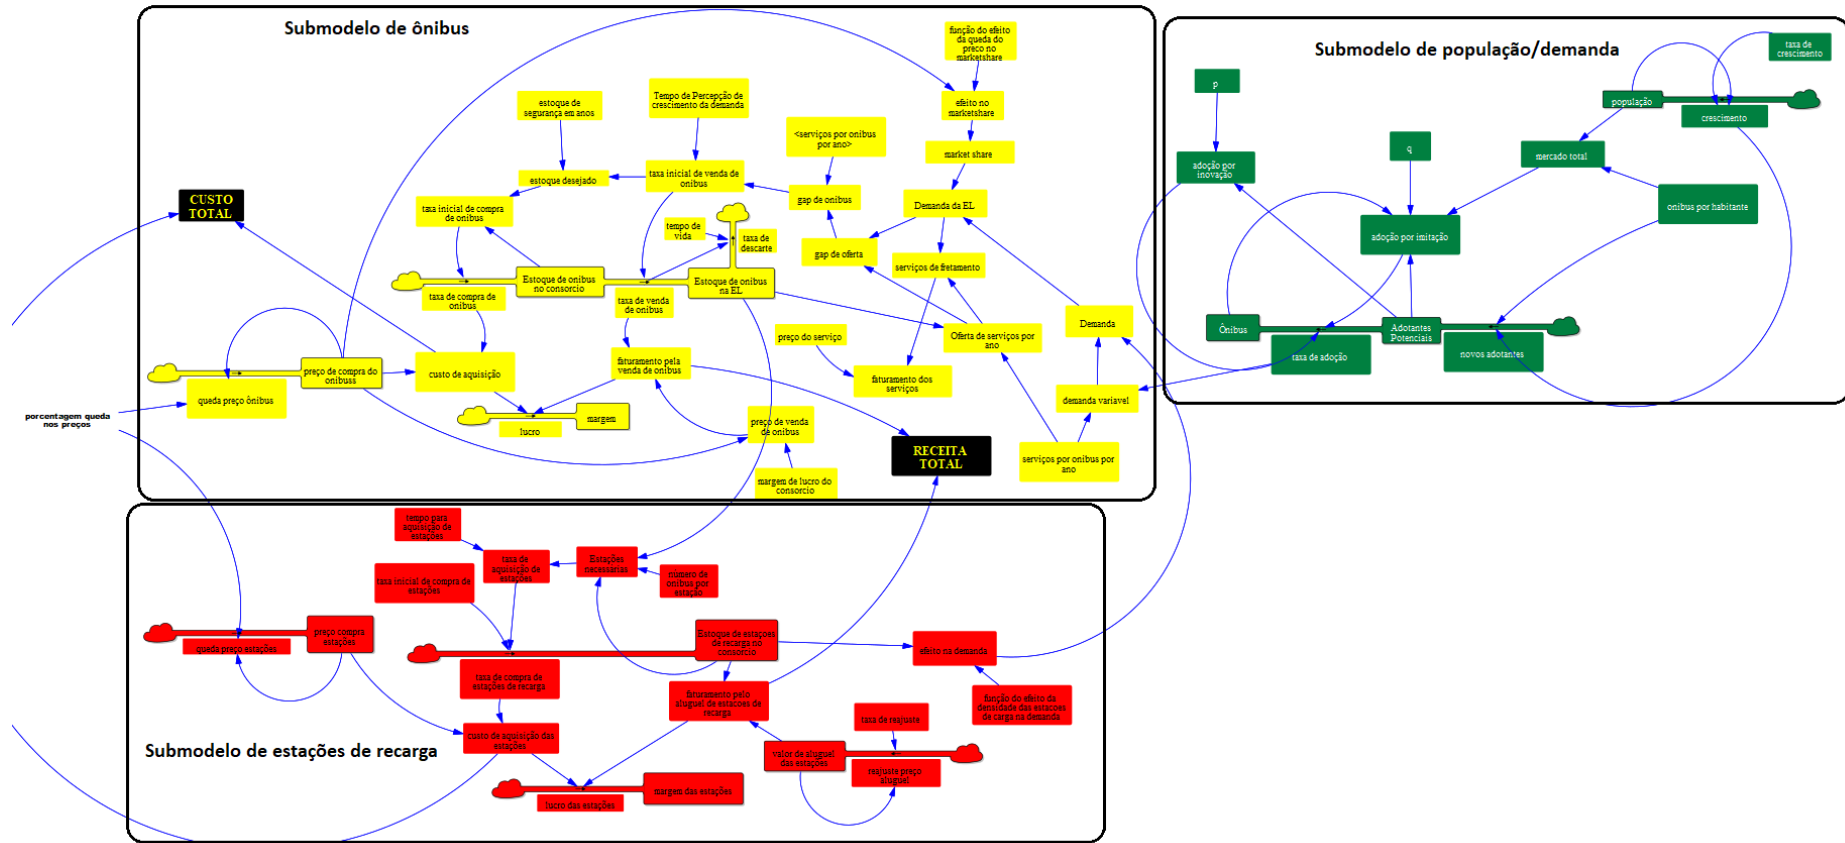 Submodelo de ônibus
função do efeito
da queda do
preco no
marketshare
estoque de
segurança em anos
Tempo de Percepção de
crescimento da demanda
efeito no
marketshare
<serviços por onibus
por ano>
market share
estoque desejado
taxa inicial de venda de
onibus
CUSTO
TOTAL
taxa inicial de compra
de onibus
gap de onibus
Demanda da EL
tempo de
vida
taxa de
descarte
gap de oferta
serviços de fretamento
Estoque de onibus
no consorcio
Estoque de onibus
na EL
taxa de compra de
onibus
taxa de venda
de onibus
preço do serviço
Oferta de serviços por
ano
Demanda
preço de compra do
onibuss
custo de aquisição
faturamento pela
venda de onibus
faturamento dos
serviços
queda preço ônibus
demanda variavel
porcentagem queda
nos preços
lucro
margem
preço de venda
de onibus
RECEITA
TOTAL
serviços por onibus por
ano
margem de lucro do
consorcio
Submodelo de população/demanda
taxa de
crescimento
p
população
crescimento
q
mercado total
adoção por
inovação
onibus por habitante
adoção por imitação
Ônibus
Adotantes
Potenciais
taxa de adoção
novos adotantes
tempo para
aquisição de
estações
taxa de
aquisição de
estações
Estações
necessarias
taxa inicial de compra de
estações
numero de
onibus por
estação
preço compra
estações
queda preço estações
Estoque de estaçoes
de recarga no
consorcio
efeito na demanda
taxa de compra de
estações de recarga
faturamento pelo
aluguel de estacoes de
recarga
função do efeito da
densidade das estacoes
de carga na demanda
taxa de reajuste
custo de aquisição das
estações
Submodelo de estações de recarga
valor de aluguel
das estações
reajuste preço
aluguel
margem das estações
lucro das estações